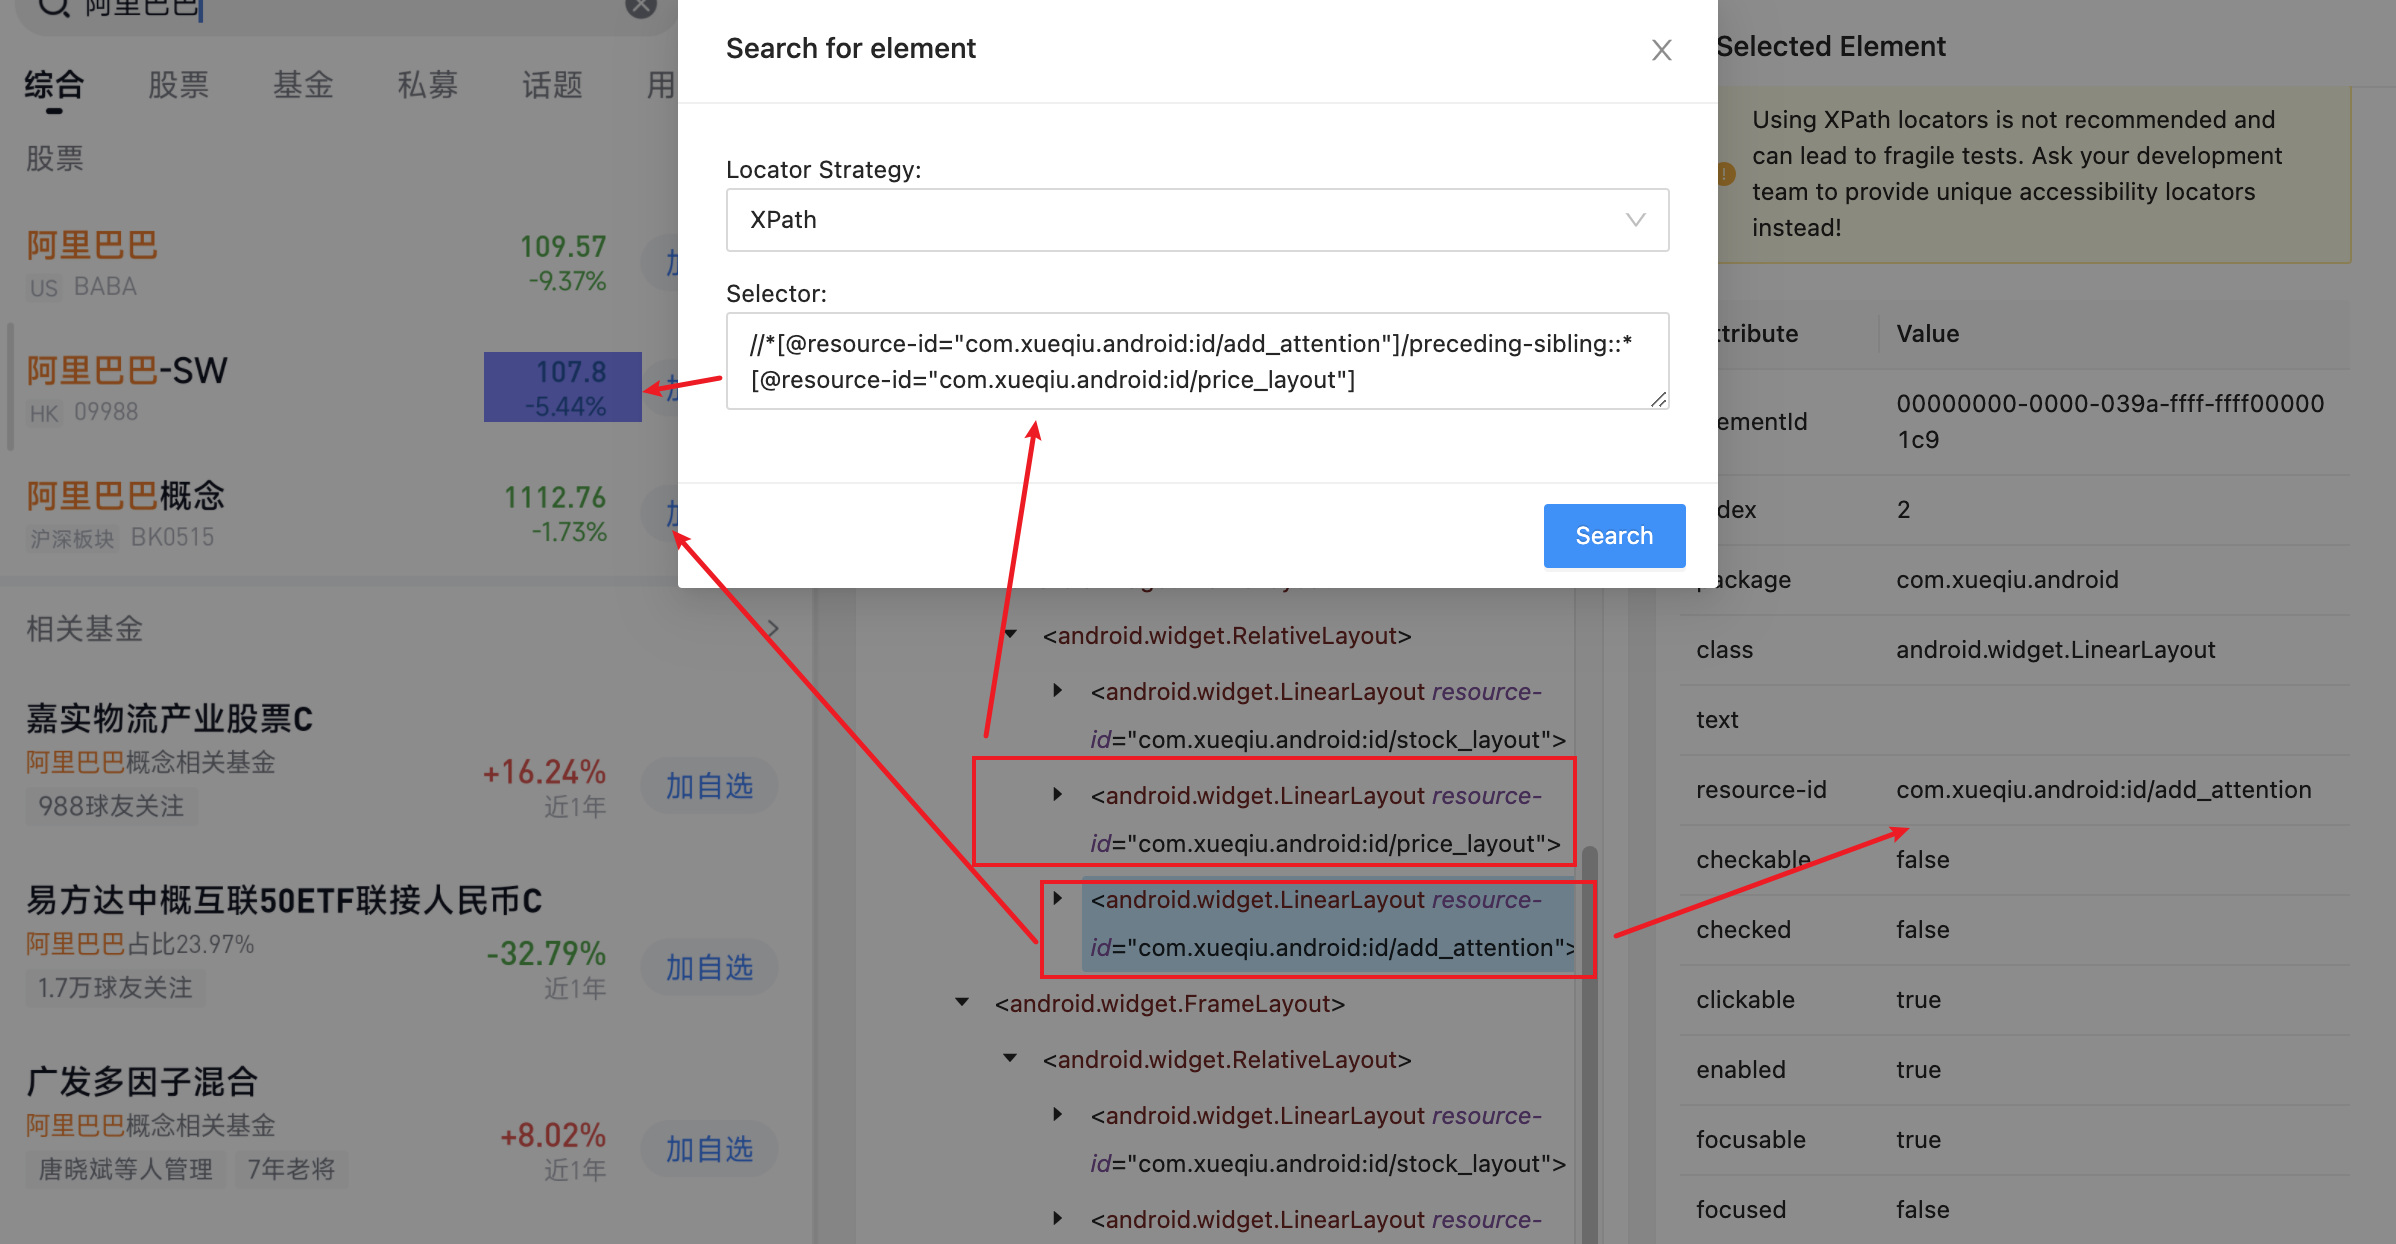 阿里巴巴
综合 股票 基金 私募 话题 用
股票
阿里巴巴
US BABA
109.57
-9.37%
加
阿里巴巴-SW
HK 09988
107.8
-5.44%
加
阿里巴巴概念
沪深板块 BK0515
1112.76
-1.73%
加
相关基金
嘉实物流产业股票C
阿里巴巴概念相关基金
988球友关注
+16.24%
近1年
加自选
易方达中概互联50ETF联接人民币C
阿里巴巴占比23.97%
1.7万球友关注
-32.79%
近1年
加自选
广发多因子混合
阿里巴巴概念相关基金
唐晓斌等人管理 7年老将
+8.02%
近1年
加自选
Search for element
Locator Strategy:
XPath
Selector:
//*[@resource-id="com.xueqiu.android:id/add_attention"]/preceding-sibling::*
[@resource-id="com.xueqiu.android:id/price_layout"]
Search
<android.widget.RelativeLayout>
<android.widget.LinearLayout resource-
id="com.xueqiu.android:id/stock_layout">
<android.widget.LinearLayout resource-
id="com.xueqiu.android:id/price_layout">
<android.widget.LinearLayout resource-
id="com.xueqiu.android:id/add_attention">
<android.widget.FrameLayout>
<android.widget.RelativeLayout>
<android.widget.LinearLayout resource-
id="com.xueqiu.android:id/stock_layout">
<android.widget.LinearLayout resource-
Selected Element
Using XPath locators is not recommended and
can lead to fragile tests. Ask your development
team to provide unique accessibility locators
instead!
ttribute Value
ementId 00000000-0000-039a-ffff-ffff00000
1c9
dex 2
package com.xueqiu.android
class android.widget.LinearLayout
text
resource-id com.xueqiu.android:id/add_attention
checkable false
checked false
clickable true
enabled true
focusable true
focused false